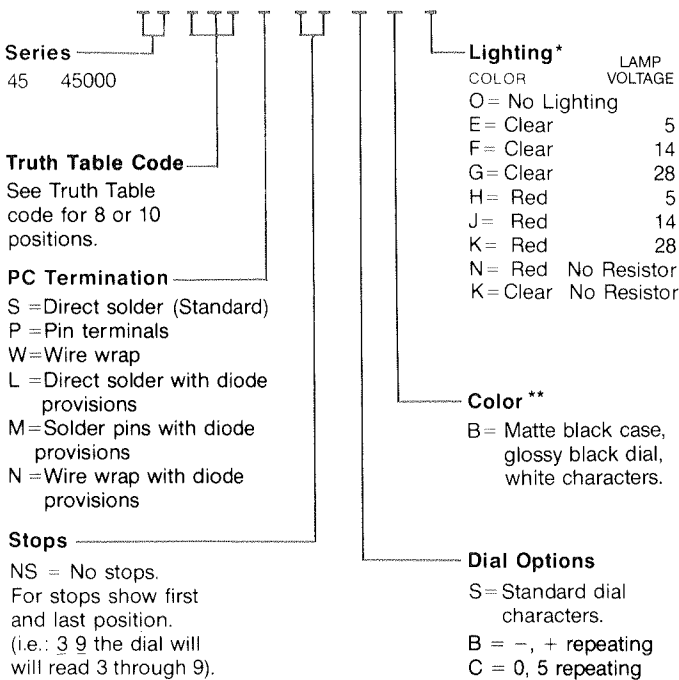 Series
45 45000
Truth Table Code
See Truth Table
code for 8 or 10
positions.
PC Termination
S =Direct solder (Standard)
P =Pin terminals
W=Wire wrap
L =Direct solder with diode
provisions
M=Solder pins with diode
provisions
N =Wire wrap with diode
provisions
Stops
NS = No stops.
For stops show first
and last position.
(i.e.: 3 9 the dial will
will read 3 through 9).
Lighting*
COLOR LAMP VOLTAGE
O= No Lighting
E= Clear 5
F= Clear 14
G= Clear 28
H= Red 5
J= Red 14
K= Red 28
N= Red No Resistor
K=Clear No Resistor
Color **
B= Matte black case,
glossy black dial,
white characters.
Dial Options
S=Standard dial
characters.
B = −, + repeating
C = 0, 5 repeating